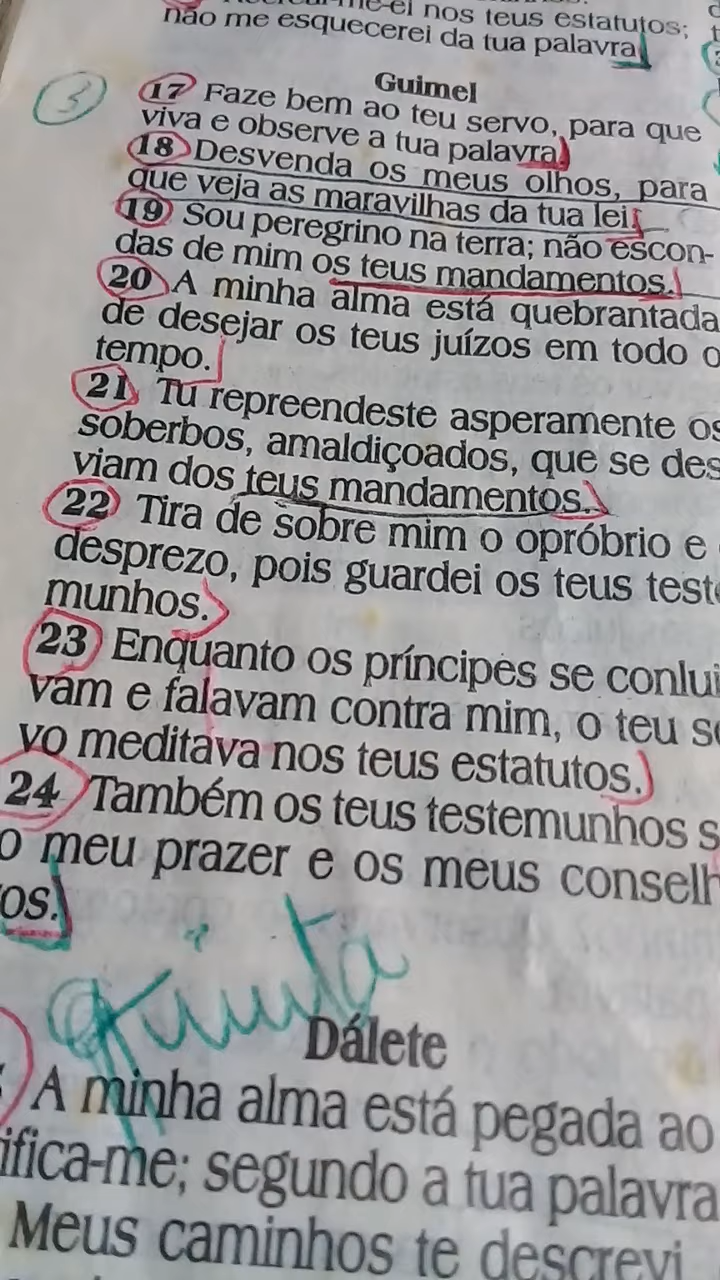 nos teus estatutos;
não me esquecerei da tua palavra
Guimel
3
17 Faze bem ao teu servo, para que
viva e observe a tua palavra.
18 Desvenda os meus olhos, para
que veja as maravilhas da tua lei.
19 Sou peregrino na terra; não escon-
das de mim os teus mandamentos.
20 A minha alma está quebrantada
de desejar os teus juízos em todo o
tempo.
21 Tu repreendeste asperamente os
soberbos, amaldiçoados, que se des
viam dos teus mandamentos.
22 Tira de sobre mim o opróbrio e
desprezo, pois guardei os teus teste
munhos.
23 Enquanto os príncipes se conlui
vam e falavam contra mim, o teu se
vo meditava nos teus estatutos.
24 Também os teus testemunhos s
o meu prazer e os meus conselh
os.
quinta
Dálete
A minha alma está pegada ao
ifica-me; segundo a tua palavra
Meus caminhos te descrevi